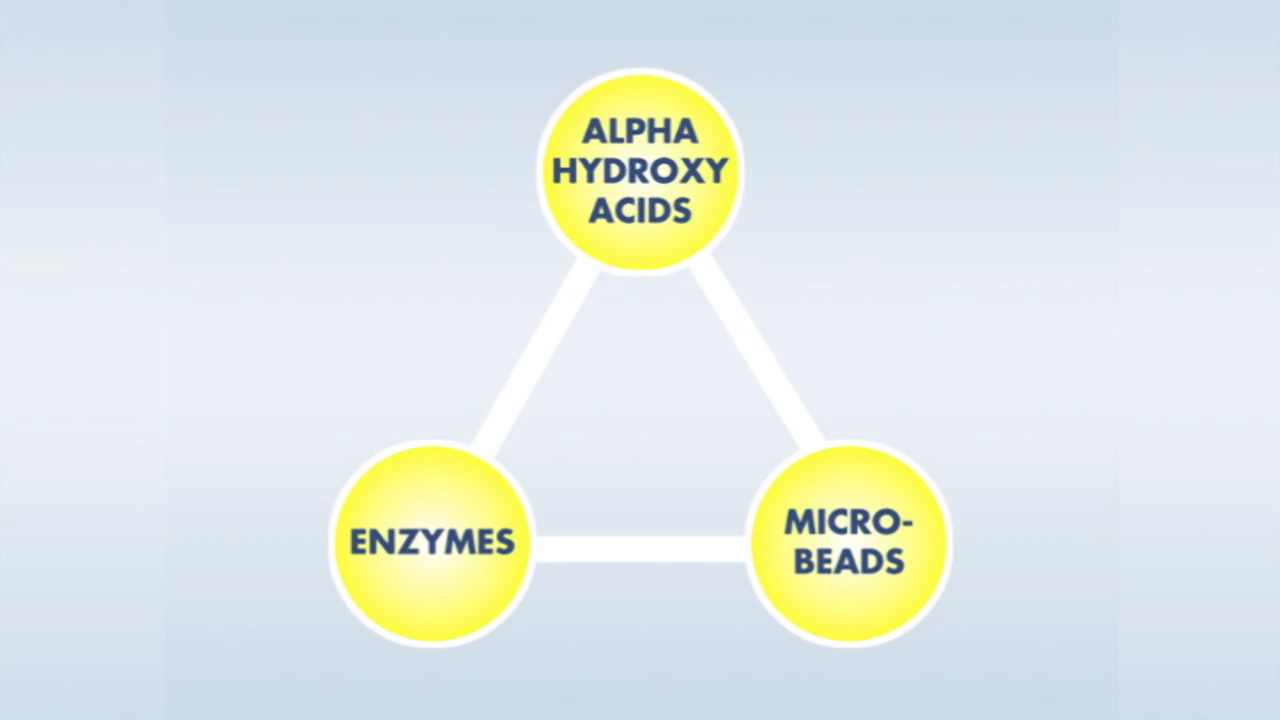 ALPHA
HYDROXY
ACIDS
ENZYMES
MICRO-
BEADS